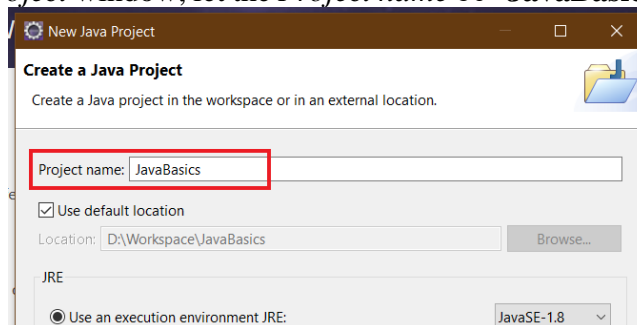 New Java Project
Create a Java Project
Create a Java project in the workspace or in an external location.
Project name: JavaBasics
Use default location
Location: D:\Workspace\JavaBasics Browse...
JRE
Use an execution environment JRE: JavaSE-1.8